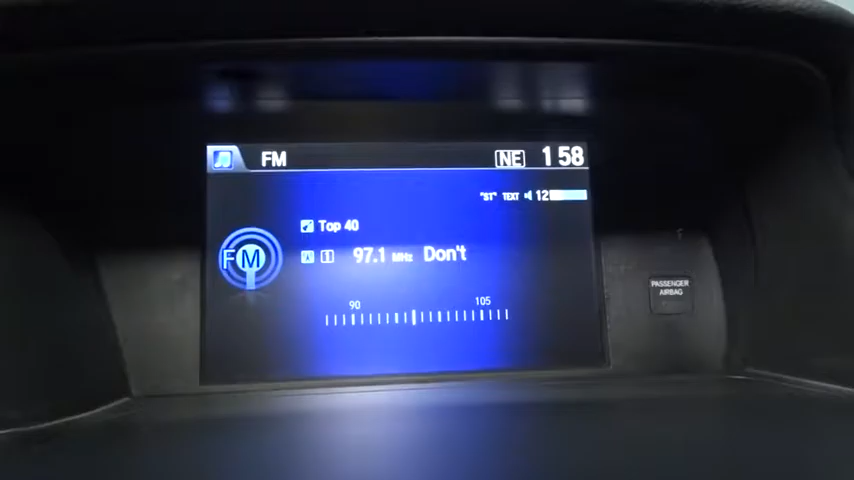 FM NE 1 58
"ST" TEXT 12
Top 40
FM 1 97.1 MHz Don't
90 105
PASSENGER
AIRBAG